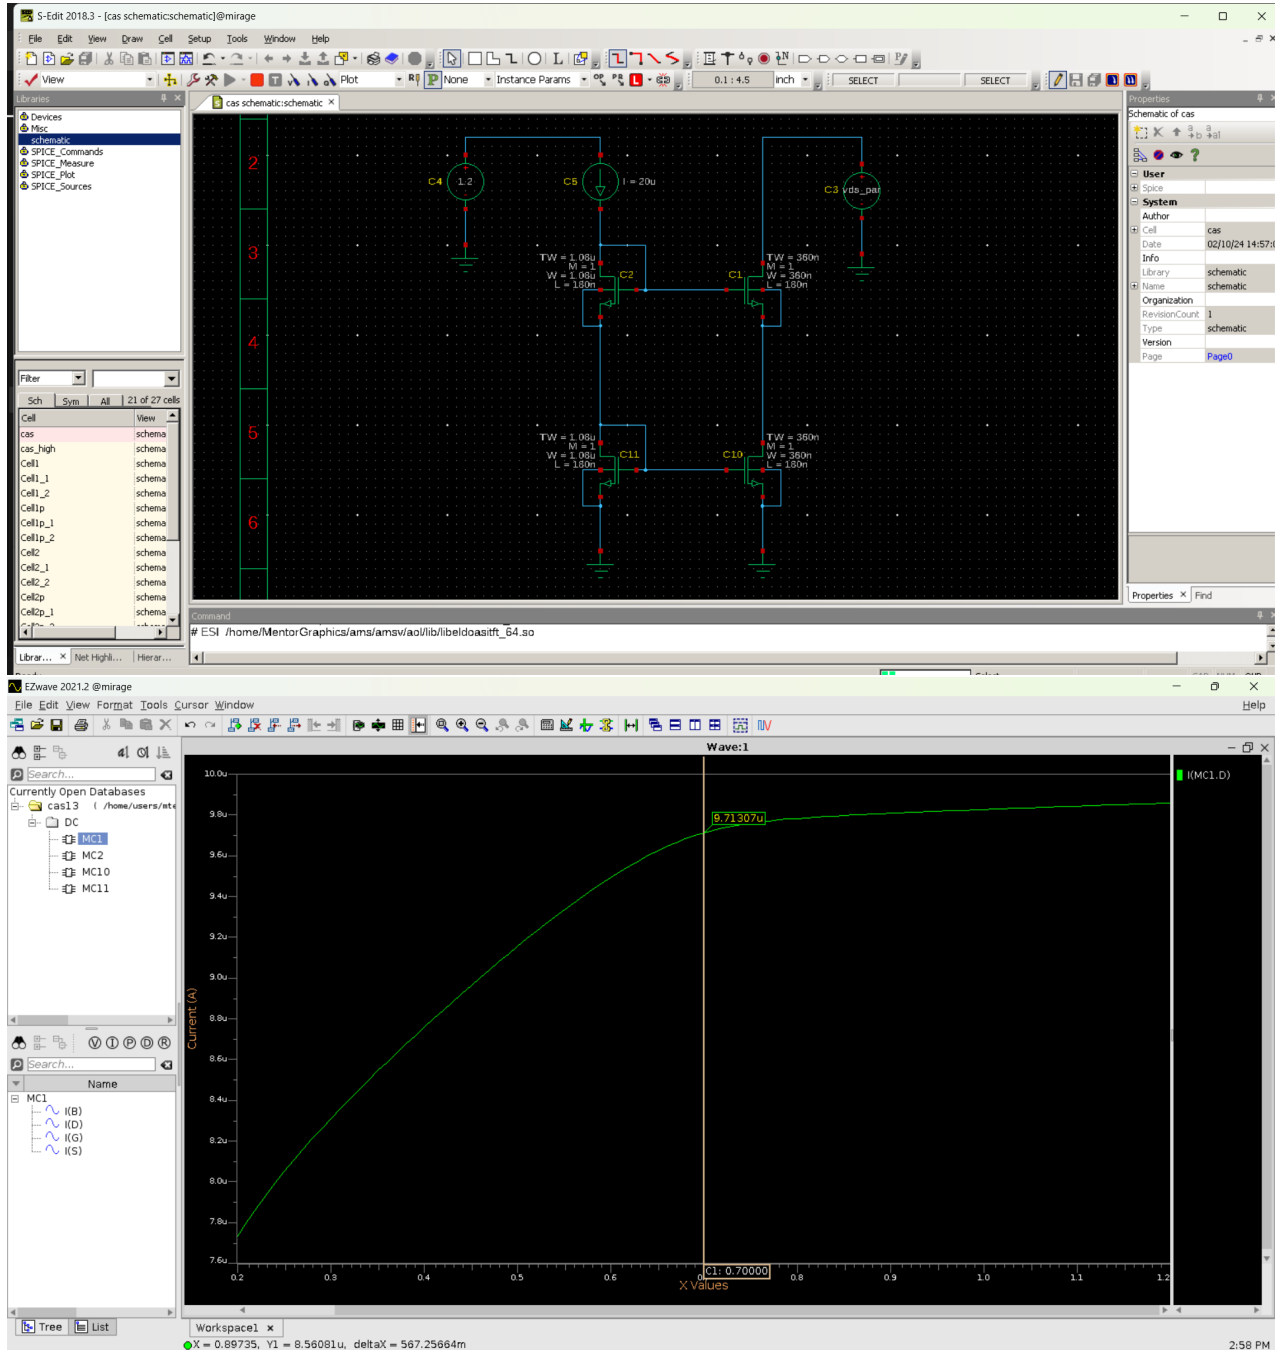 S-Edit 2018.3 - [cas schematic:schematic]@mirage
File Edit View Draw Cell Setup Tools Window Help
View
Plot
None
Instance Params
0.1 : 4.5
inch
SELECT
SELECT
Libraries
Devices
Misc
schematic
SPICE_Commands
SPICE_Measure
SPICE_Plot
SPICE_Sources
Filter
Sch Sym All 21 of 27 cells
Cell View
cas schema
cas_high schema
Cell1 schema
Cell1_1 schema
Cell1_2 schema
Cell1p schema
Cell1p_1 schema
Cell1p_2 schema
Cell2 schema
Cell2_1 schema
Cell2_2 schema
Cell2p schema
Cell2p_1 schema
Librar... × Net Highli... Hierar...
cas schematic:schematic ×
2
3
4
5
6
C4 1.2
C5 I = 20u
C3 vds_par
TW = 1.06u
M = 1
W = 1.06u
L = 180n
C2
C1
TW = 360n
M = 1
W = 360n
L = 180n
TW = 1.06u
M = 1
W = 1.06u
L = 180n
C11
C10
TW = 360n
M = 1
W = 360n
L = 180n
Command
# ESI /home/MentorGraphics/ams/amsv/aol/lib/libeldoasitft_64.so
Properties
Schematic of cas
User
Spice
System
Author
Cell cas
Date 02/10/24 14:57:0
Info
Library schematic
Name schematic
Organization
RevisionCount 1
Type schematic
Version
Page Page0
Properties × Find
EZwave 2021.2 @mirage
File Edit View Format Tools Cursor Window Help
Search...
Currently Open Databases
cas13 ( /home/users/mte
DC
MC1
MC2
MC10
MC11
Search...
Name
MC1
I(B)
I(D)
I(G)
I(S)
Tree List
Wave:1
I(MC1.D)
10.0u
9.8u
9.6u
9.4u
9.2u
9.0u
8.8u
8.6u
8.4u
8.2u
8.0u
7.8u
7.6u
Current (A)
9.71307u
0.2 0.3 0.4 0.5 0.6 0.8 0.9 1.0 1.1 1.2
C1: 0.70000
X Values
Workspace1 ×
X = 0.89735, Y1 = 8.56081u, deltaX = 567.25664m
2:58 PM